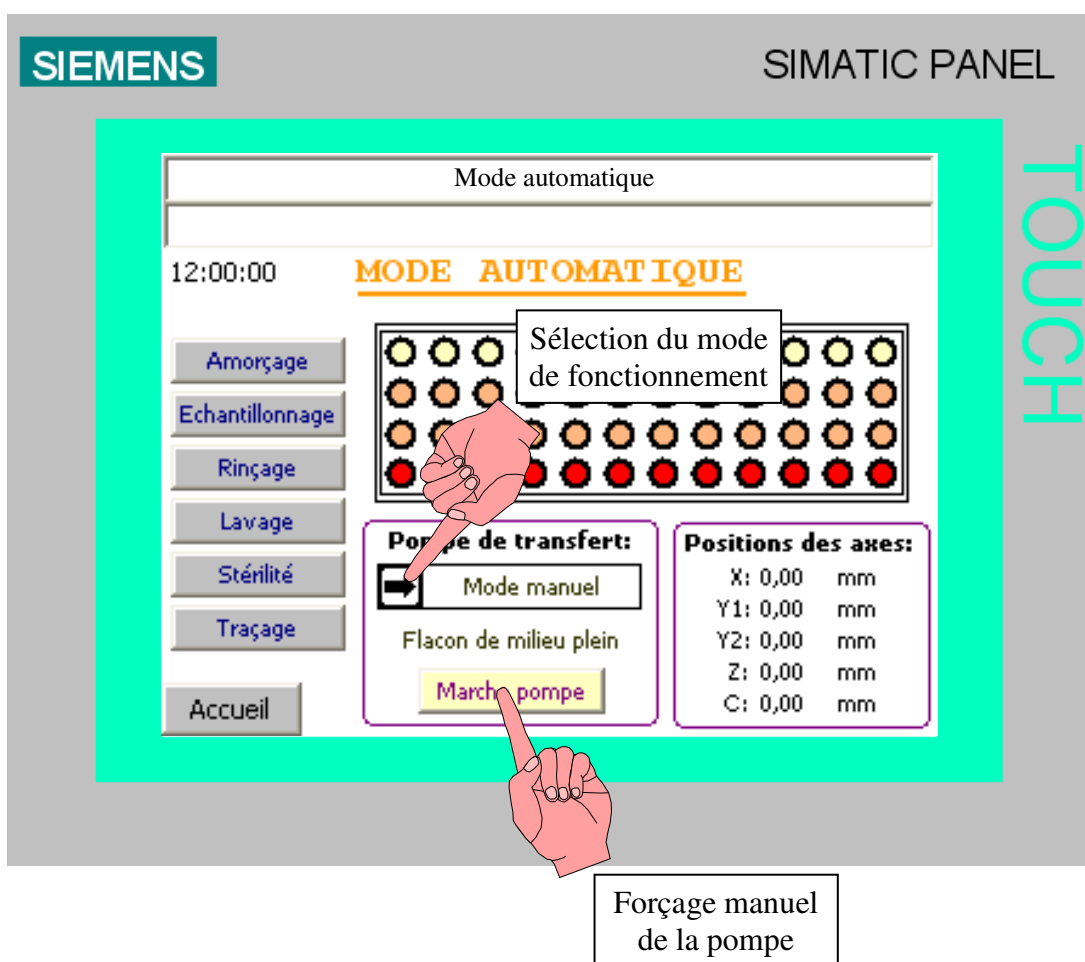 SIEMENS
SIMATIC PANEL
TOUCH
Mode automatique
12:00:00
MODE AUTOMATIQUE
Sélection du mode
de fonctionnement
Amorçage
Echantillonnage
Rinçage
Lavage
Stérilité
Traçage
Accueil
Pompe de transfert:
Mode manuel
Flacon de milieu plein
Marche pompe
Positions des axes:
X: 0,00 mm
Y1: 0,00 mm
Y2: 0,00 mm
Z: 0,00 mm
C: 0,00 mm
Forçage manuel
de la pompe